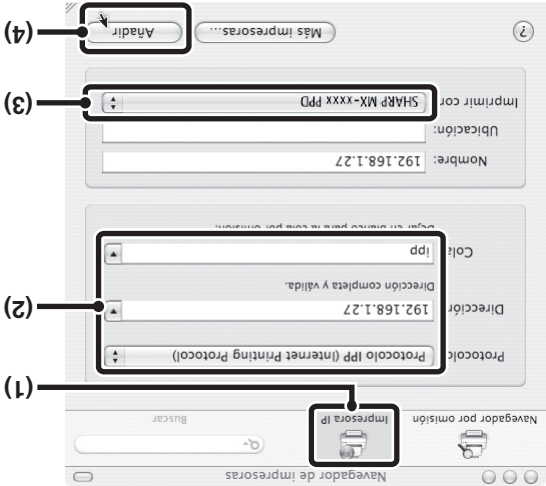 Navegador de impresoras
Navegador por omisión
Impresora IP
Buscar
(1)
Protocolo
Protocolo IPP (Internet Printing Protocol)
(2)
Dirección
192.168.1.27
Dirección completa y válida.
Cola
ipp
Dejar en blanco para la cola por omisión.
Nombre: 192.168.1.27
Ubicación:
Imprimir con
SHARP MX-xxxx PPD
(3)
?
Más impresoras...
Añadir
(4)